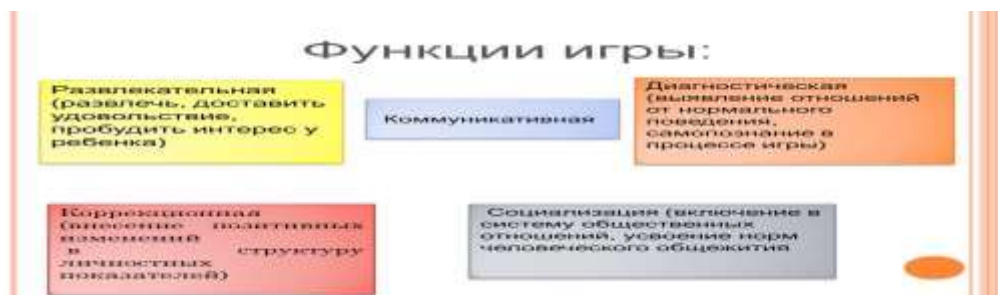 Функции игры:
Развлекательная
(развлечь, доставить
удовольствие,
пробудить интерес у
ребенка)
Коммуникативная
Диагностическая
(выявление отношений
от нормального
поведения,
самопознание в
процессе игры)
Коррекционная
(внесение позитивных
изменений
в структуру
личностных
показателей)
Социализация (включение в
систему общественных
отношений, усвоение норм
человеческого общежития